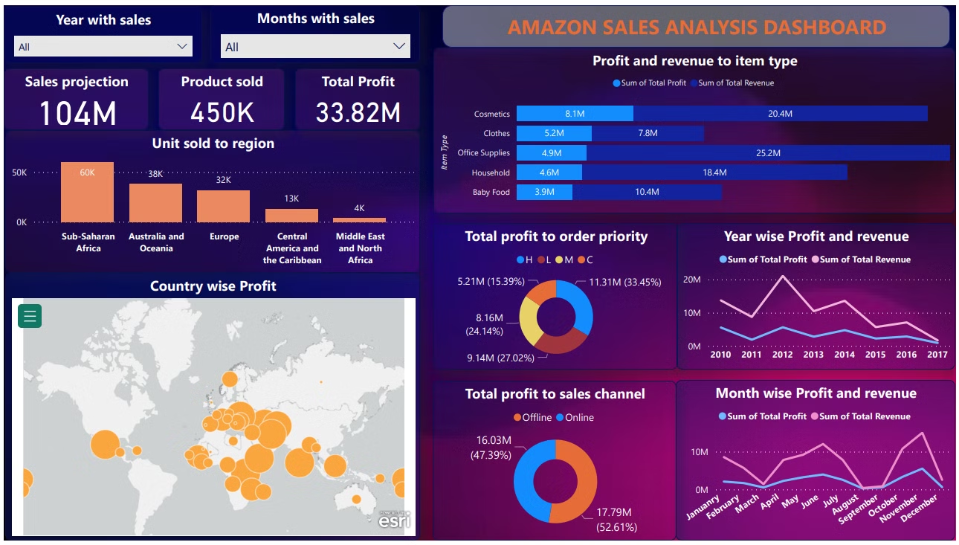 Year with sales
All
Months with sales
All
AMAZON SALES ANALYSIS DASHBOARD
Sales projection
104M
Product sold
450K
Total Profit
33.82M
Unit sold to region
50K
0K
60K
38K
32K
13K
4K
Sub-Saharan
Africa
Australia and
Oceania
Europe
Central
America and
the Caribbean
Middle East
and North
Africa
Country wise Profit
esri
Profit and revenue to item type
Sum of Total Profit Sum of Total Revenue
Item Type
Cosmetics 8.1M 20.4M
Clothes 5.2M 7.8M
Office Supplies 4.9M 25.2M
Household 4.6M 18.4M
Baby Food 3.9M 10.4M
Total profit to order priority
H L M C
5.21M (15.39%)
11.31M (33.45%)
8.16M
(24.14%)
9.14M (27.02%)
Year wise Profit and revenue
Sum of Total Profit Sum of Total Revenue
20M
10M
0M
2010 2011 2012 2013 2014 2015 2016 2017
Total profit to sales channel
Offline Online
16.03M
(47.39%)
17.79M
(52.61%)
Month wise Profit and revenue
Sum of Total Profit Sum of Total Revenue
10M
0M
January
February
March
April
May
June
July
August
September
October
November
December